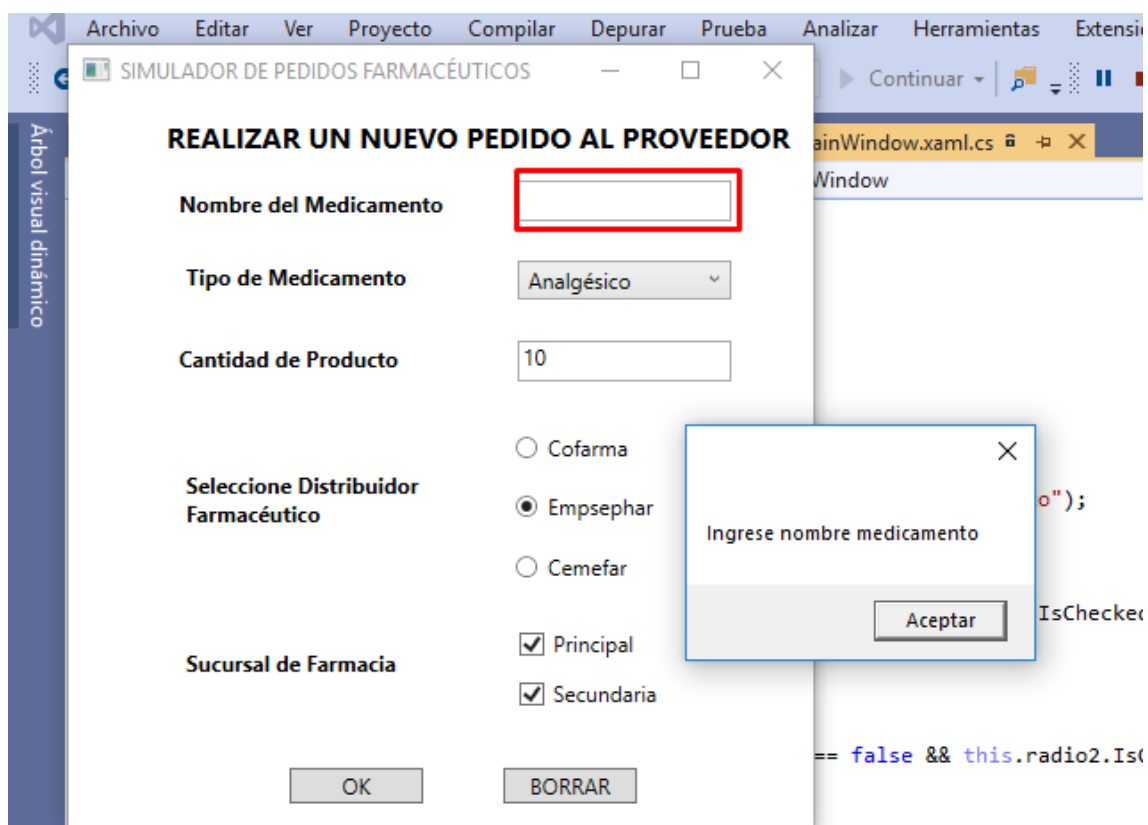 Archivo Editar Ver Proyecto Compilar Depurar Prueba Analizar Herramientas
SIMULADOR DE PEDIDOS FARMACÉUTICOS
Continuar
Árbol visual dinámico
ainWindow.xaml.cs
Window
REALIZAR UN NUEVO PEDIDO AL PROVEEDOR
Nombre del Medicamento
Tipo de Medicamento
Analgésico
Cantidad de Producto
10
Seleccione Distribuidor
Farmacéutico
Cofarma
Empsephar
Cemefar
Sucursal de Farmacia
Principal
Secundaria
OK
BORRAR
Ingrese nombre medicamento
Aceptar
o");
IsChecked
== false && this.radio2.Is